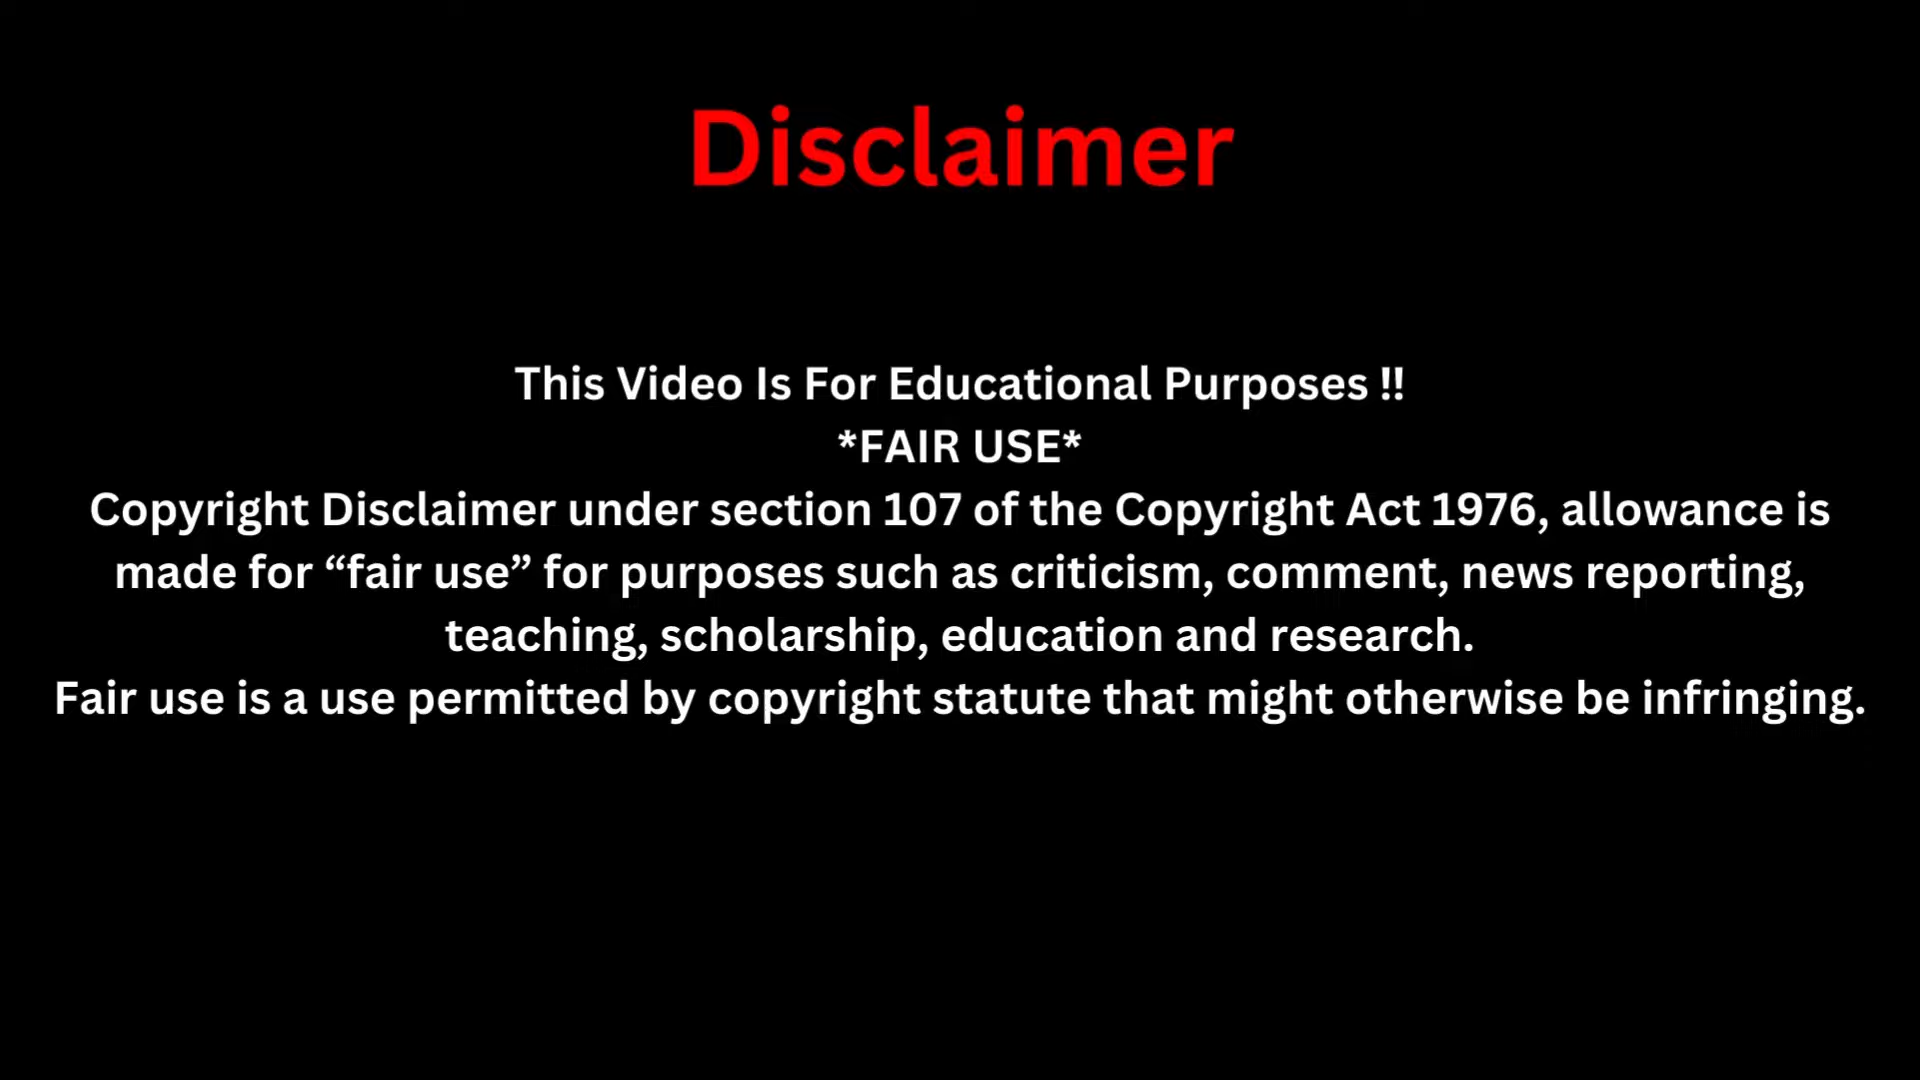 Disclaimer
This Video Is For Educational Purposes !!
*FAIR USE*
Copyright Disclaimer under section 107 of the Copyright Act 1976, allowance is
made for “fair use” for purposes such as criticism, comment, news reporting,
teaching, scholarship, education and research.
Fair use is a use permitted by copyright statute that might otherwise be infringing.